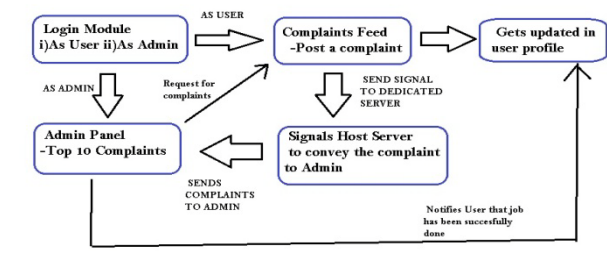 Login Module
i)As User ii)As Admin
AS USER
Complaints Feed
-Post a complaint
Gets updated in
user profile
AS ADMIN
Request for
complaints
SEND SIGNAL
TO DEDICATED
SERVER
Admin Panel
-Top 10 Complaints
Signals Host Server
to convey the complaint
to Admin
SENDS
COMPLAINTS
TO ADMIN
Notifies User that job
has been succesfully
done